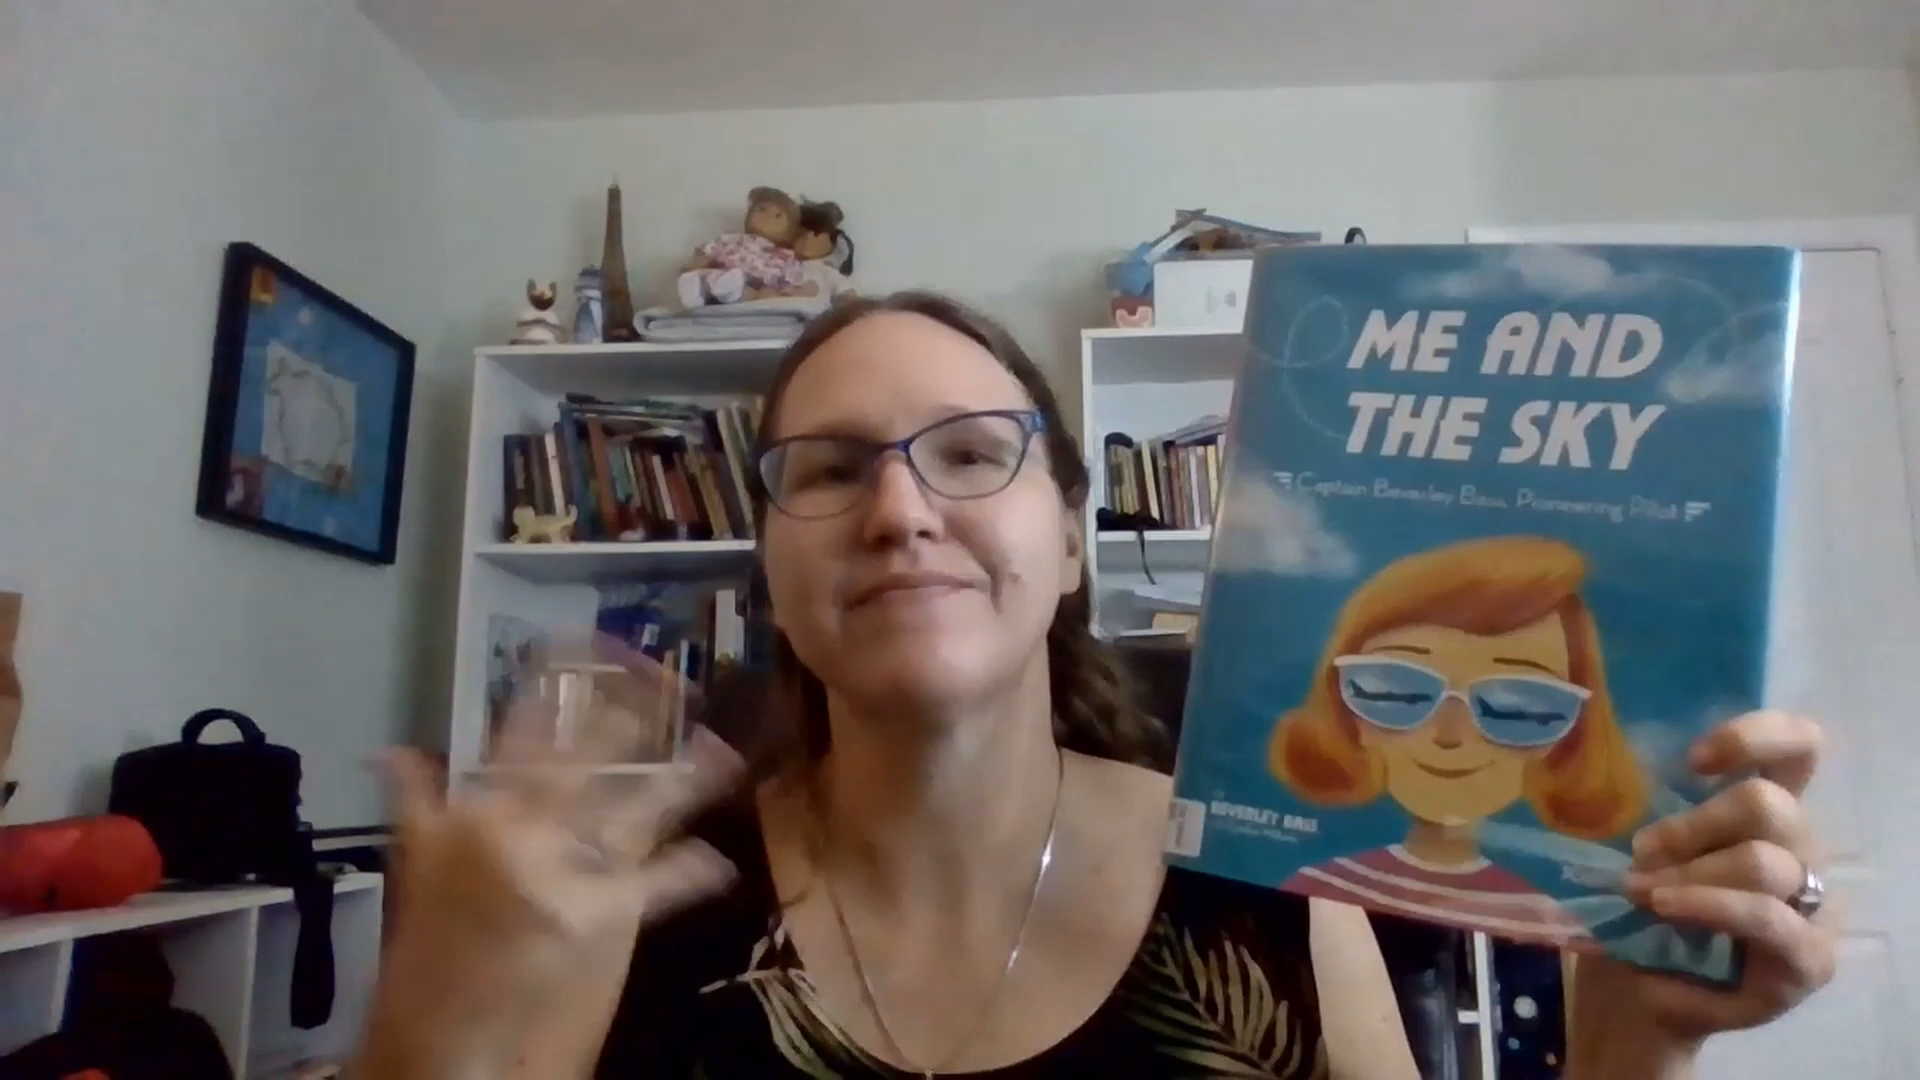 ME AND
THE SKY
Captain Beverley Bass, Pioneering Pilot
BEVERLEY BASS